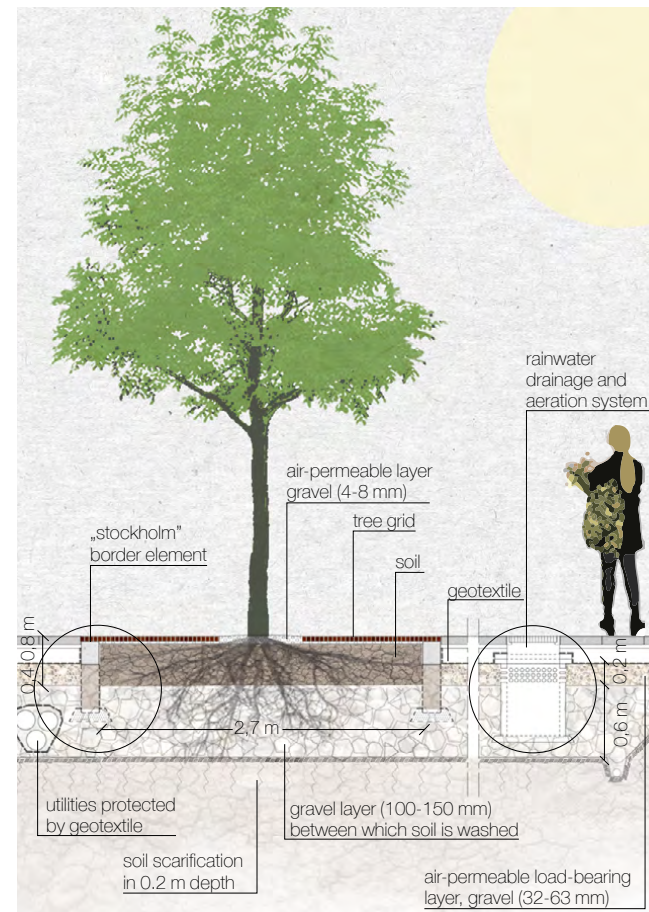 rainwater
drainage and
aeration system
air-permeable layer
gravel (4-8 mm)
tree grid
„stockholm”
border element
soil
geotextile
0.4-0,8 m
0,2 m
2,7 m
0,6 m
utilities protected
by geotextile
gravel layer (100-150 mm)
between which soil is washed
soil scarification
in 0.2 m depth
air-permeable load-bearing
layer, gravel (32-63 mm)